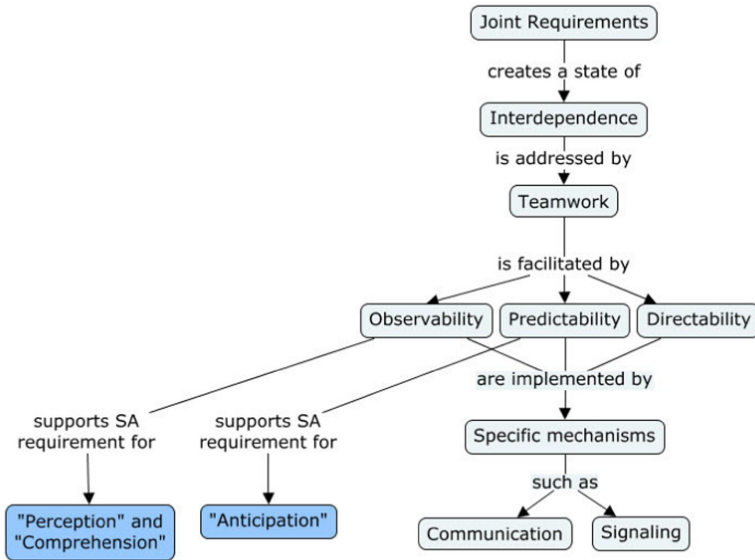 Joint Requirements
creates a state of
Interdependence
is addressed by
Teamwork
is facilitated by
Observability
Predictability
Directability
are implemented by
supports SA
requirement for
supports SA
requirement for
Specific mechanisms
such as
"Perception" and
"Comprehension"
"Anticipation"
Communication
Signaling